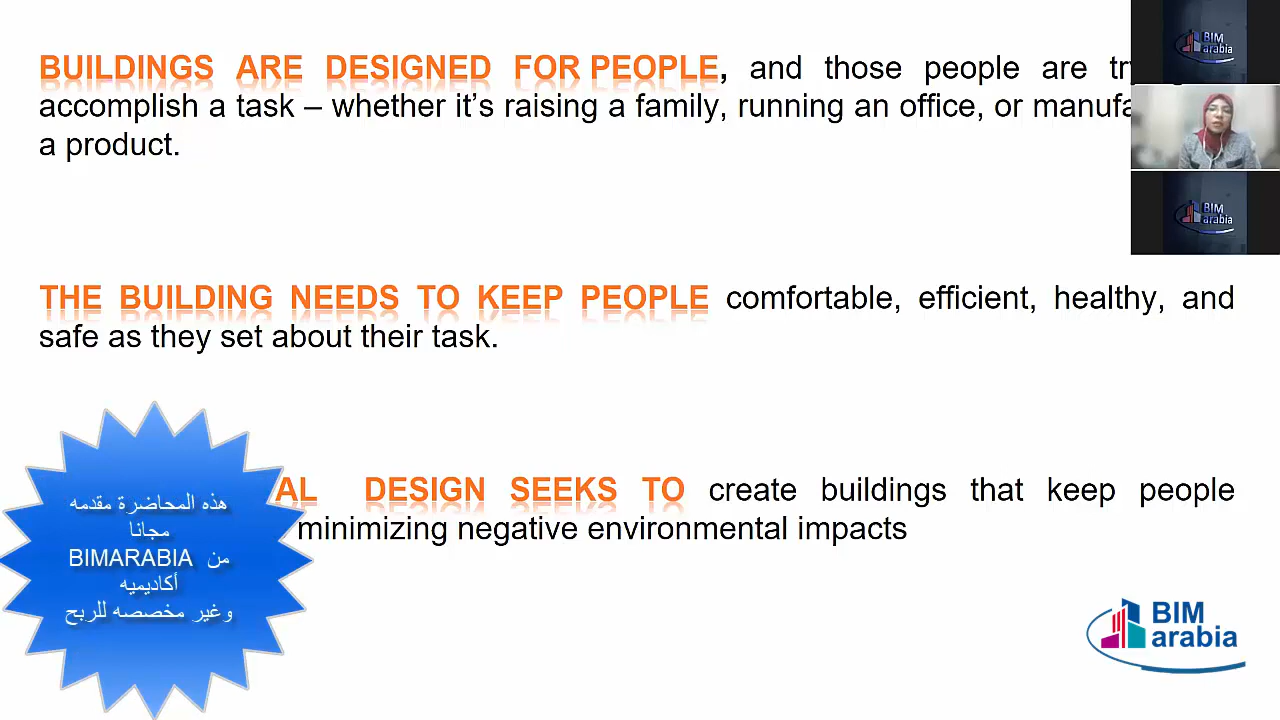 BUILDINGS ARE DESIGNED FOR PEOPLE, and those people are
accomplish a task – whether it's raising a family, running an office, or
a product.
THE BUILDING NEEDS TO KEEP PEOPLE comfortable, efficient, healthy, and
safe as they set about their task.
DESIGN SEEKS TO create buildings that keep people
minimizing negative environmental impacts
هذه المحاضرة مقدمه
مجانا
من BIMARABIA
أكاديميه
وغير مخصصه للربح
BIM
arabia
BIM
arabia
BIM
arabia